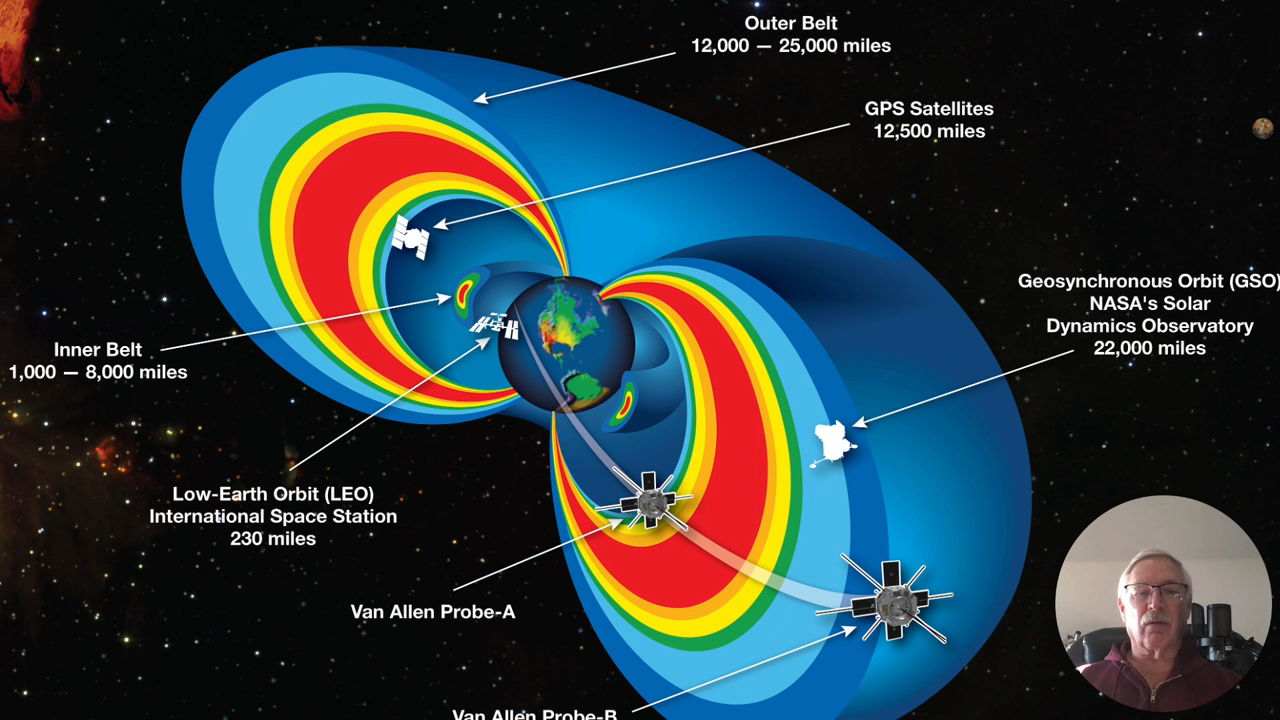 Outer Belt
12,000 — 25,000 miles
GPS Satellites
12,500 miles
Geosynchronous Orbit (GSO)
NASA's Solar
Dynamics Observatory
22,000 miles
Inner Belt
1,000 — 8,000 miles
Low-Earth Orbit (LEO)
International Space Station
230 miles
Van Allen Probe-A
Van Allen Probe-B